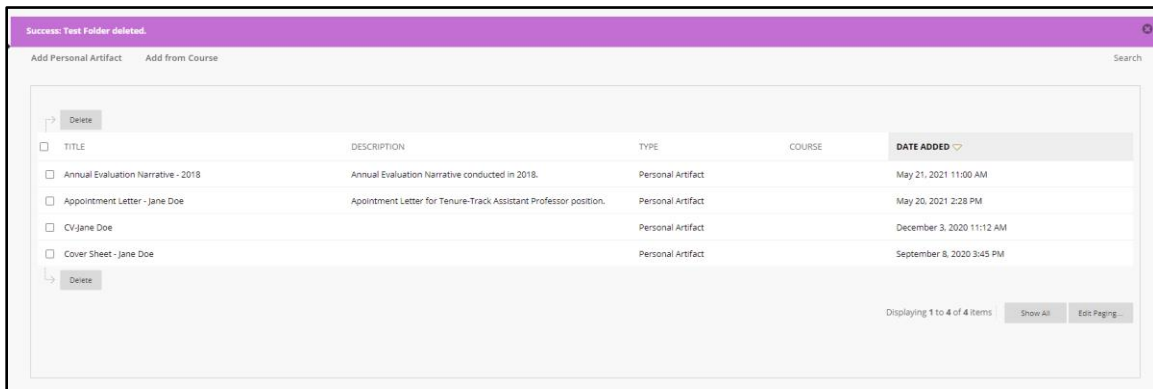 Success: Test Folder deleted.
Add Personal Artifact Add from Course Search
Delete
TITLE DESCRIPTION TYPE COURSE DATE ADDED
Annual Evaluation Narrative - 2018 Annual Evaluation Narrative conducted in 2018. Personal Artifact May 21, 2021 11:00 AM
Appointment Letter - Jane Doe Apointment Letter for Tenure-Track Assistant Professor position. Personal Artifact May 20, 2021 2:28 PM
CV-Jane Doe Personal Artifact December 3, 2020 11:12 AM
Cover Sheet - Jane Doe Personal Artifact September 8, 2020 3:45 PM
Delete
Displaying 1 to 4 of 4 items Show All Edit Paging...